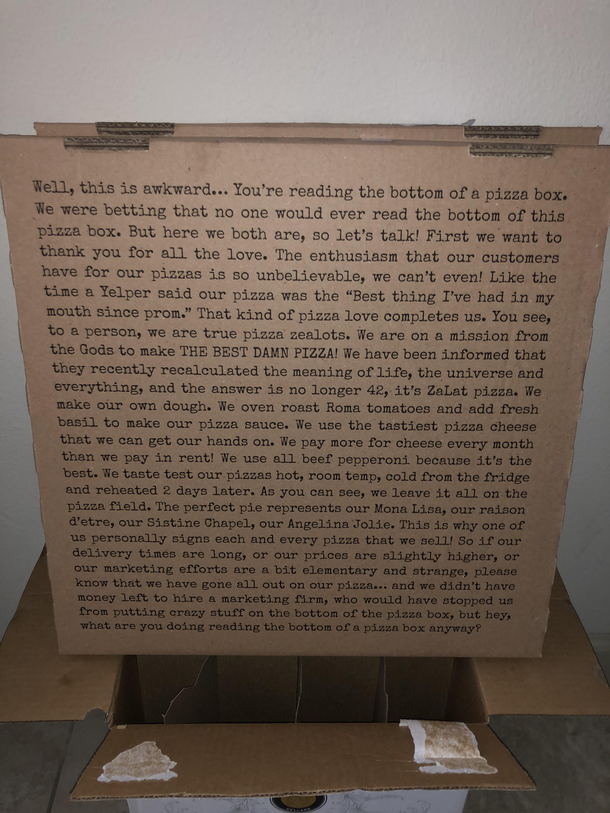 Well, this is awkward... You're reading the bottom of a pizza box.
We were betting that no one would ever read the bottom of this
pizza box. But here we both are, so let's talk! First we want to
thank you for all the love. The enthusiasm that our customers
have for our pizzas is so unbelievable, we can't even! Like the
time a Yelper said our pizza was the “Best thing I've had in my
mouth since prom.” That kind of pizza love completes us. You see,
to a person, we are true pizza zealots. We are on a mission from
the Gods to make THE BEST DAMN PIZZA! We have been informed that
they recently recalculated the meaning of life, the universe and
everything, and the answer is no longer 42, it's ZaLat pizza. We
make our own dough. We oven roast Roma tomatoes and add fresh
basil to make our pizza sauce. We use the tastiest pizza cheese
that we can get our hands on. We pay more for cheese every month
than we pay in rent! We use all beef pepperoni because it's the
best. We taste test our pizzas hot, room temp, cold from the fridge
and reheated 2 days later. As you can see, we leave it all on the
pizza field. The perfect pie represents our Mona Lisa, our raison
d'etre, our Sistine Chapel, our Angelina Jolie. This is why one of
us personally signs each and every pizza that we sell! So if our
delivery times are long, or our prices are slightly higher, or
our marketing efforts are a bit elementary and strange, please
know that we have gone all out on our pizza... and we didn't have
money left to hire a marketing firm, who would have stopped us
from putting crazy stuff on the bottom of the pizza box, but hey,
what are you doing reading the bottom of a pizza box anyway?